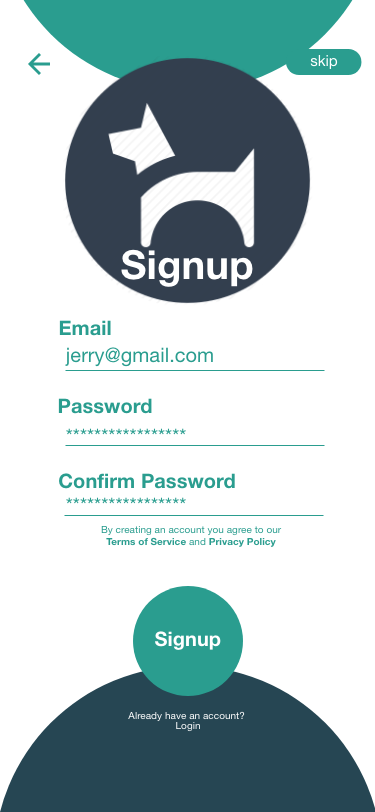 skip
Signup
Email
jerry@gmail.com
Password
*****************
Confirm Password
*****************
By creating an account you agree to our
Terms of Service and Privacy Policy
Signup
Already have an account?
Login